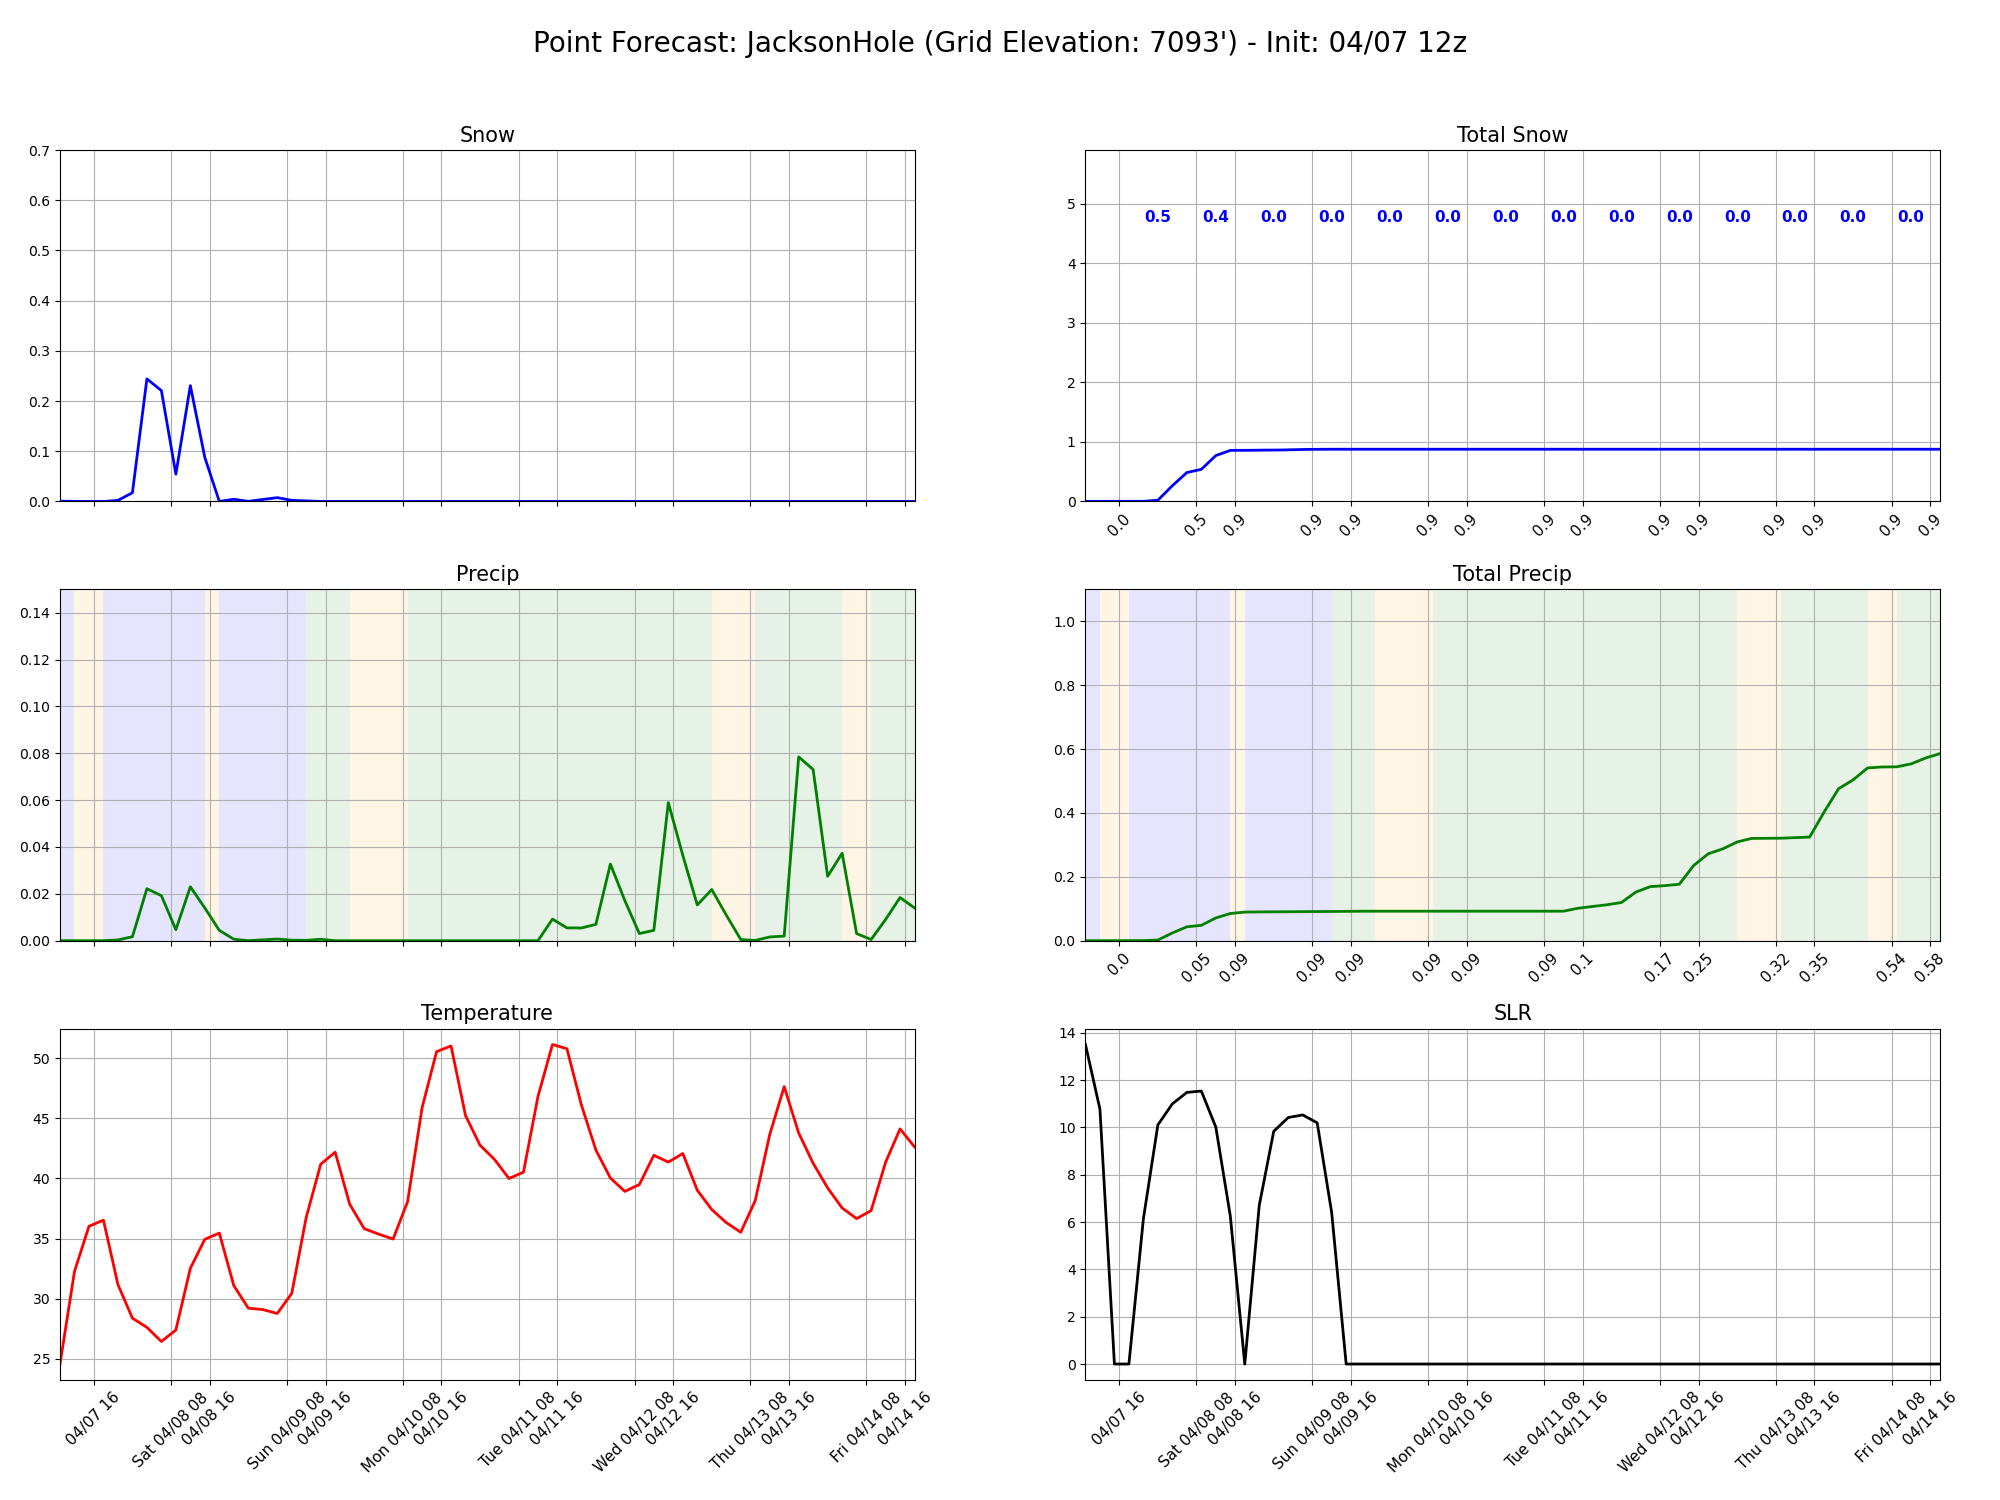 Point Forecast: JacksonHole (Grid Elevation: 7093') - Init: 04/07 12z
Snow
0.7
0.6
0.5
0.4
0.3
0.2
0.1
0.0
Total Snow
5
4
3
2
1
0
0.5 0.4 0.0 0.0 0.0 0.0 0.0 0.0 0.0 0.0 0.0 0.0 0.0 0.0
0.0 0.5 0.9 0.9 0.9 0.9 0.9 0.9 0.9 0.9 0.9 0.9 0.9 0.9 0.9
Precip
0.14
0.12
0.10
0.08
0.06
0.04
0.02
0.00
Total Precip
1.0
0.8
0.6
0.4
0.2
0.0
0.0 0.05 0.09 0.09 0.09 0.09 0.09 0.09 0.1 0.17 0.25 0.32 0.35 0.54 0.58
Temperature
50
45
40
35
30
25
04/07 16
Sat 04/08 08
04/08 16
Sun 04/09 08
04/09 16
Mon 04/10 08
04/10 16
Tue 04/11 08
04/11 16
Wed 04/12 08
04/12 16
Thu 04/13 08
04/13 16
Fri 04/14 08
04/14 16
SLR
14
12
10
8
6
4
2
0
04/07 16
Sat 04/08 08
04/08 16
Sun 04/09 08
04/09 16
Mon 04/10 08
04/10 16
Tue 04/11 08
04/11 16
Wed 04/12 08
04/12 16
Thu 04/13 08
04/13 16
Fri 04/14 08
04/14 16